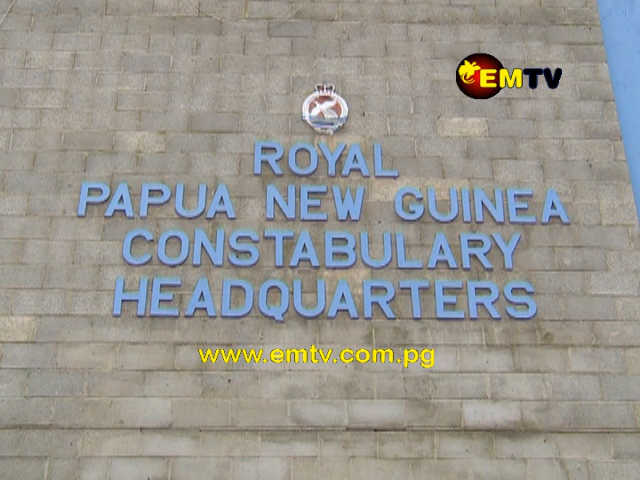 EMTV
ROYAL
PAPUA NEW GUINEA
CONSTABULARY
HEADQUARTERS
www.emtv.com.pg